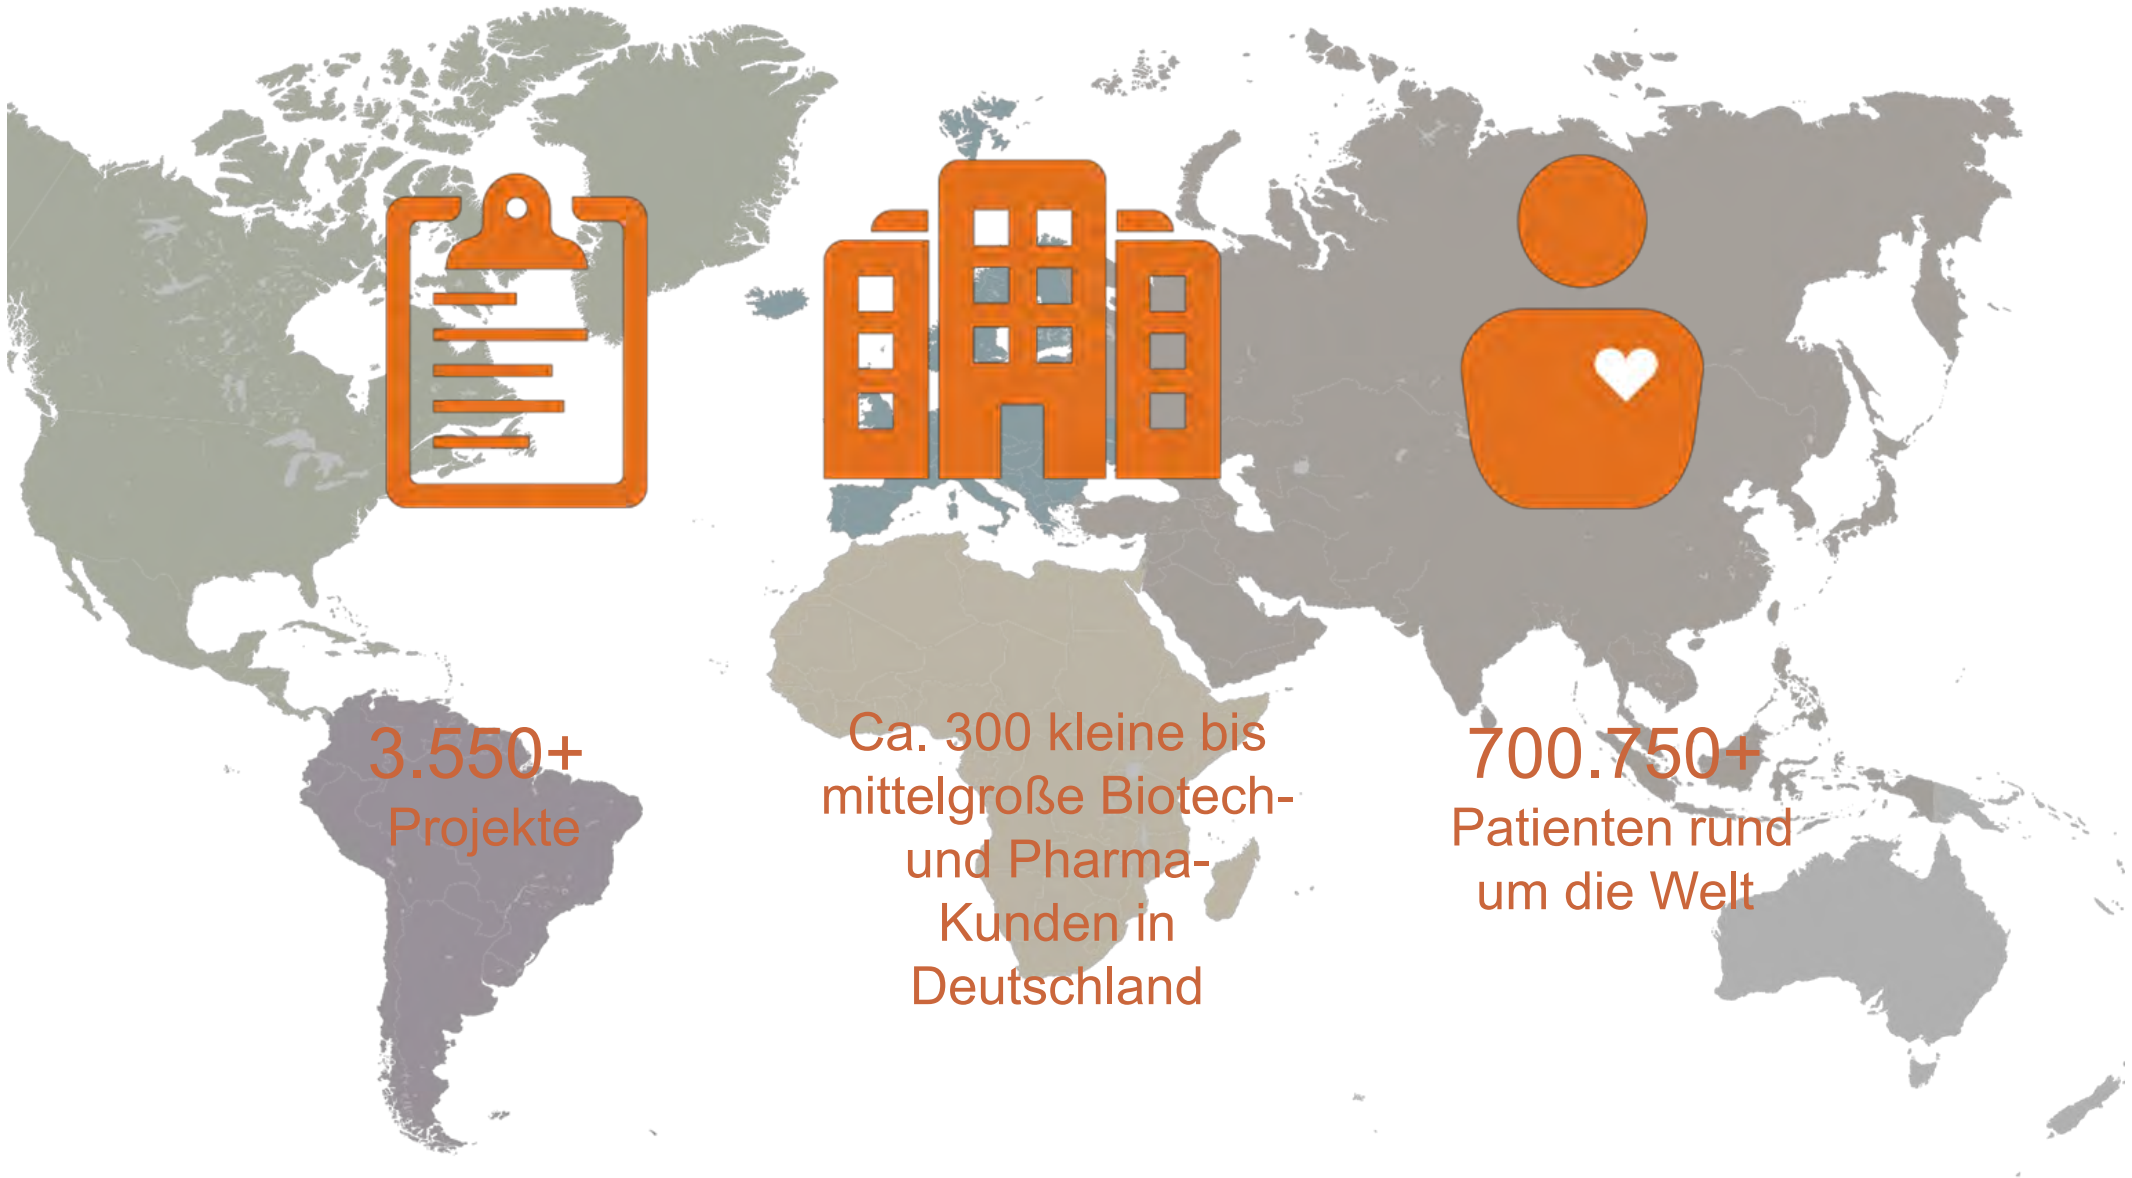 3.550+
Projekte
Ca. 300 kleine bis
mittelgroße Biotech-
und Pharma-
Kunden in
Deutschland
700.750+
Patienten rund
um die Welt